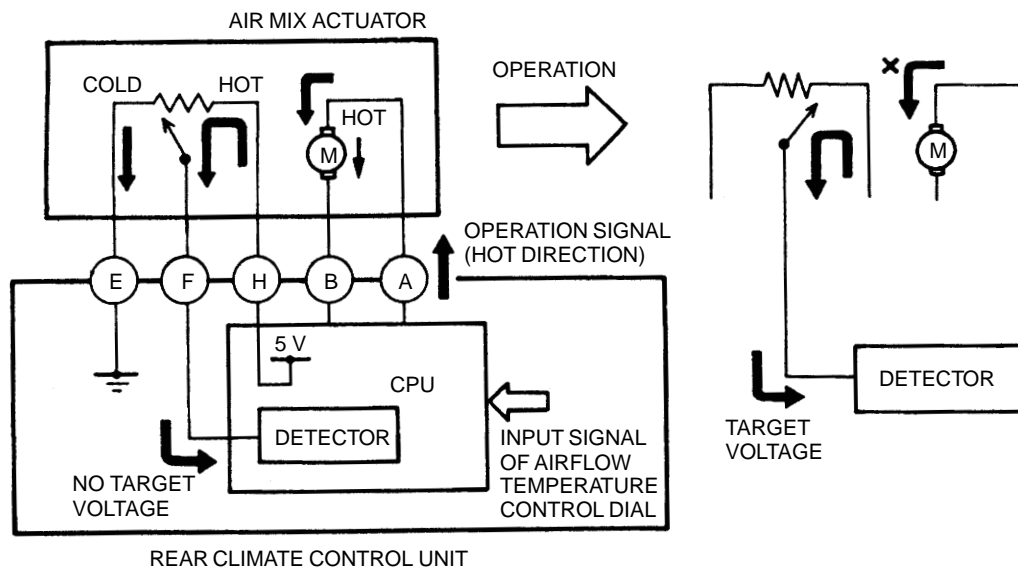 AIR MIX ACTUATOR
COLD
HOT
HOT
M
OPERATION
M
OPERATION SIGNAL
(HOT DIRECTION)
E
F
H
B
A
5 V
CPU
DETECTOR
NO TARGET
VOLTAGE
INPUT SIGNAL
OF AIRFLOW
TEMPERATURE
CONTROL DIAL
REAR CLIMATE CONTROL UNIT
DETECTOR
TARGET
VOLTAGE